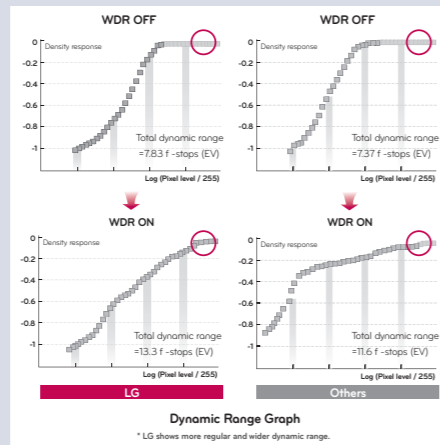 WDR OFF
Density response
0
-0.2
-0.4
-0.6
-0.8
-1
Total dynamic range
=7.83 f -stops (EV)
Log (Pixel level / 255)
WDR OFF
Density response
0
-0.2
-0.4
-0.6
-0.8
-1
Total dynamic range
=7.37 f -stops (EV)
Log (Pixel level / 255)
WDR ON
Density response
0
-0.2
-0.4
-0.6
-0.8
-1
Total dynamic range
=13.3 f -stops (EV)
Log (Pixel level / 255)
LG
WDR ON
Density response
0
-0.2
-0.4
-0.6
-0.8
-1
Total dynamic range
=11.6 f -stops (EV)
Log (Pixel level / 255)
Others
Dynamic Range Graph
* LG shows more regular and wider dynamic range.